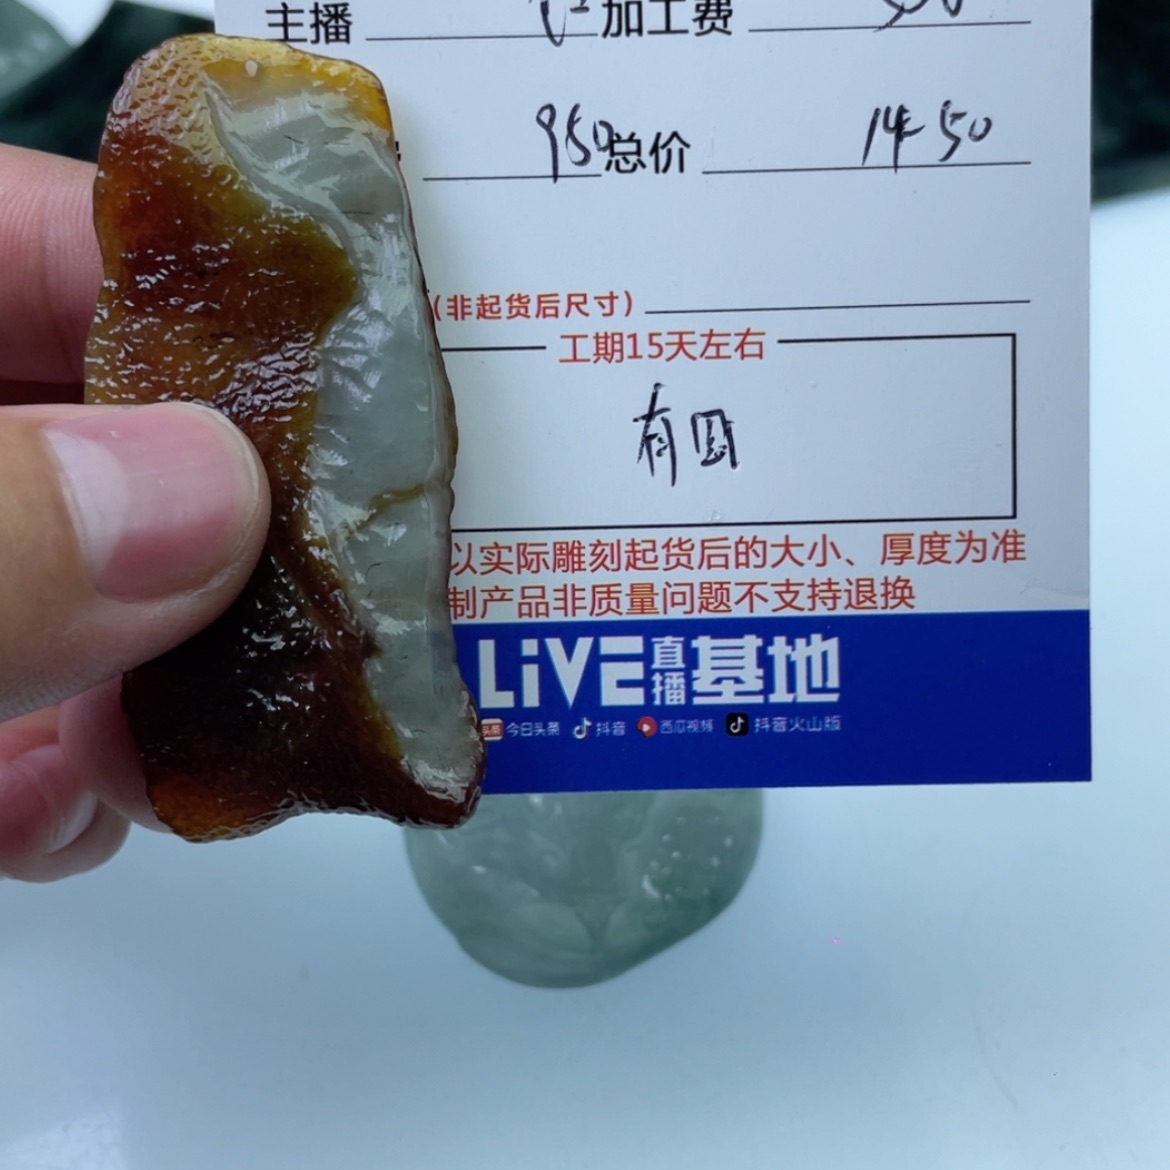 主播 加工费
950 总价 1450
(非起货后尺寸)
工期15天左右
有图
以实际雕刻起货后的大小、厚度为准
制产品非质量问题不支持退换
LiVE直播基地
今日头条 抖音 西瓜视频 抖音火山版